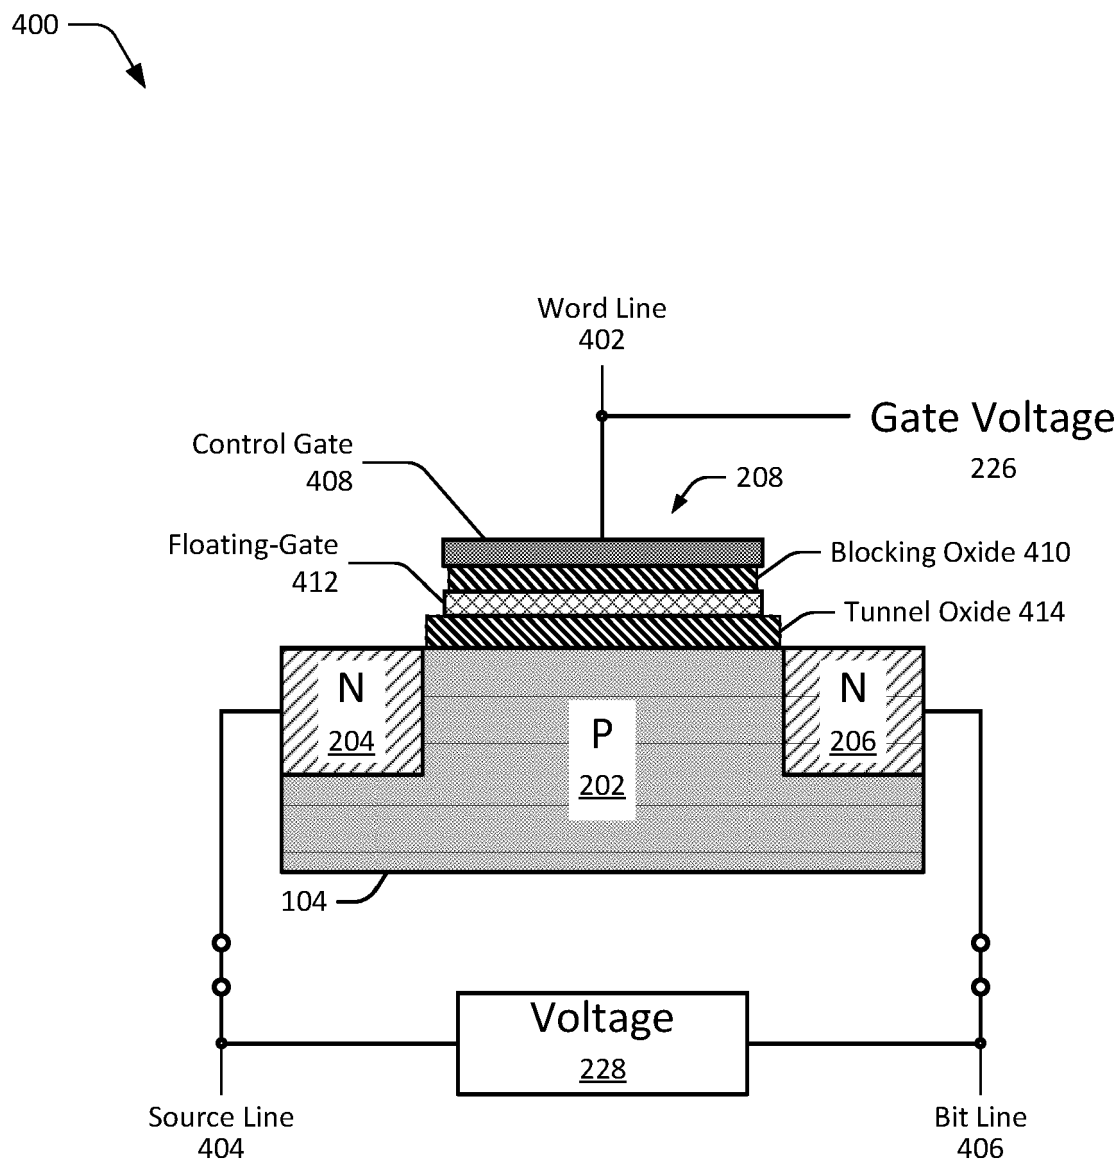 400
Word Line
402
Gate Voltage
226
Control Gate
408
208
Floating-Gate
412
Blocking Oxide 410
Tunnel Oxide 414
N
204
P
202
N
206
104
Voltage
228
Source Line
404
Bit Line
406